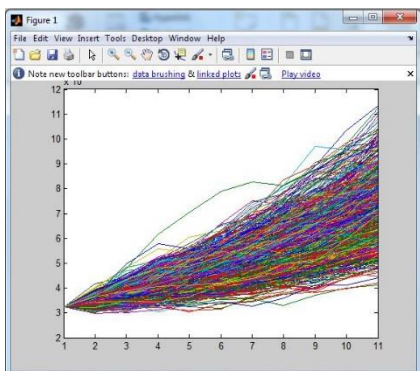 Figure 1
File Edit View Insert Tools Desktop Window Help
Note new toolbar buttons: data brushing & linked plots Play video
x 10
12
11
10
9
8
7
6
5
4
3
2
1 2 3 4 5 6 7 8 9 10 11